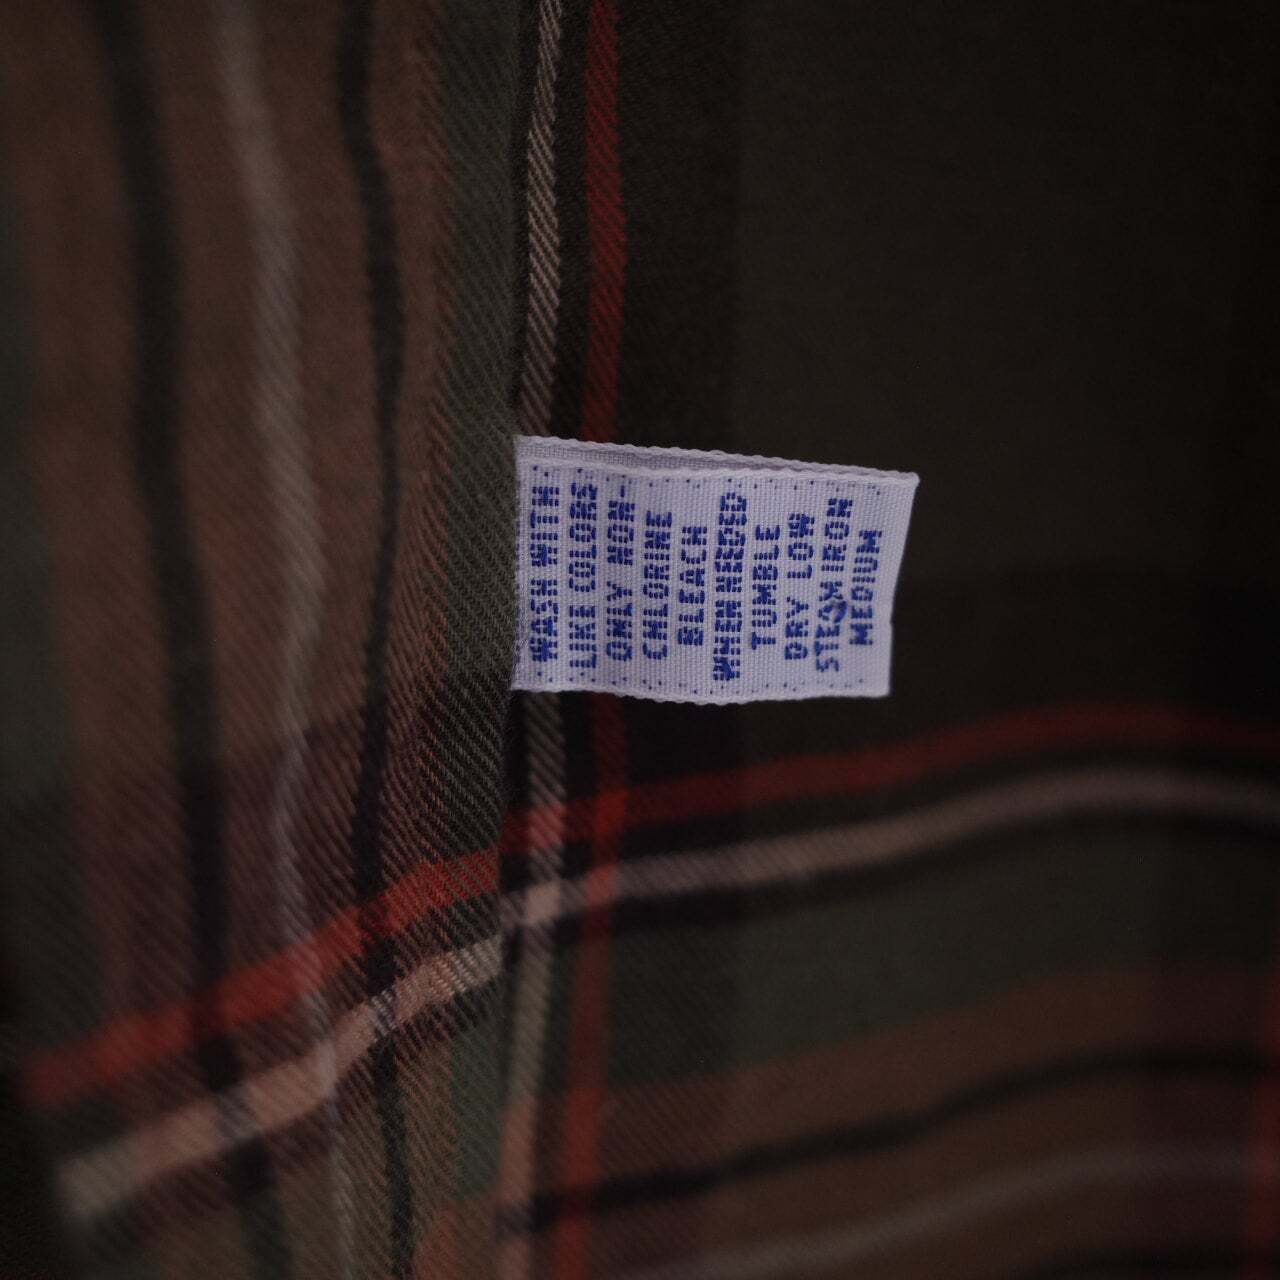 WASH WITH
LIKE COLORS
ONLY NON-
CHLORINE
BLEACH
WHEN NEEDED
TUMBLE
DRY LOW
STEAM IRON
MEDIUM